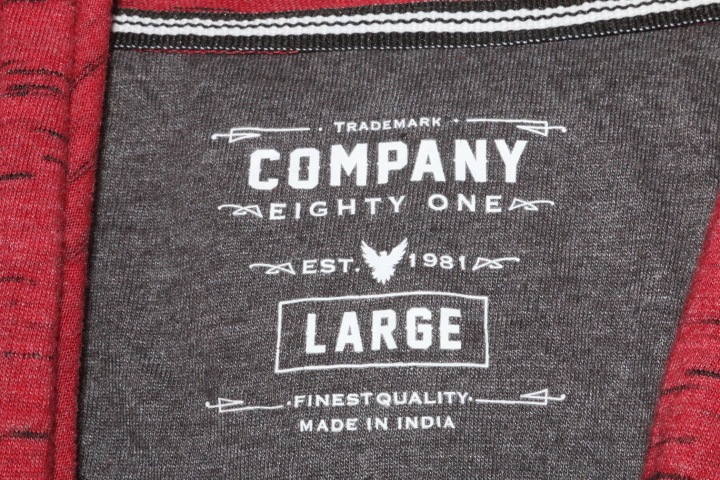 TRADEMARK
COMPANY
EIGHTY ONE
EST. 1981
LARGE
FINEST QUALITY
MADE IN INDIA